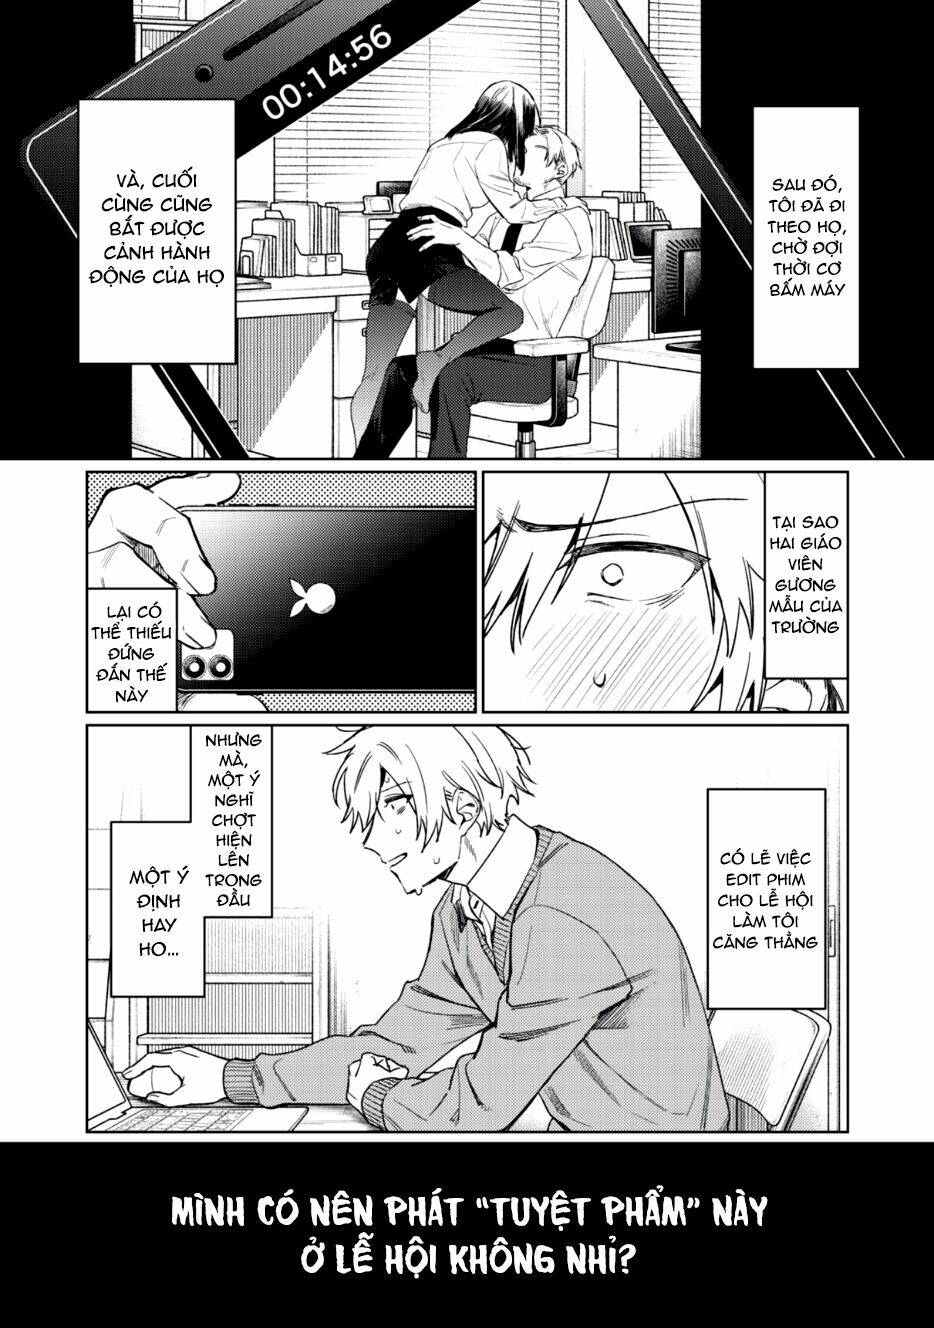 00:14:56
SAU ĐÓ,
TÔI ĐÃ ĐI
THEO HỌ,
CHỜ ĐỢI
THỜI CƠ
BẤM MÁY
VÀ, CUỐI
CÙNG CŨNG
BẮT ĐƯỢC
CẢNH HÀNH
ĐỘNG CỦA HỌ
TẠI SAO
HAI GIÁO
VIÊN
GƯƠNG
MẪU CỦA
TRƯỜNG
LẠI CÓ
THỂ THIẾU
ĐỨNG
ĐẮN THẾ
NÀY
CÓ LẼ VIỆC
EDIT PHIM
CHO LỄ HỘI
LÀM TÔI
CĂNG THẲNG
NHƯNG
MÀ,
MỘT Ý
NGHĨ
CHỢT
HIỆN
LÊN
TRONG
ĐẦU
MỘT Ý
ĐỊNH
HAY
HO...
MÌNH CÓ NÊN PHÁT “TUYỆT PHẨM” NÀY
Ở LỄ HỘI KHÔNG NHỈ?